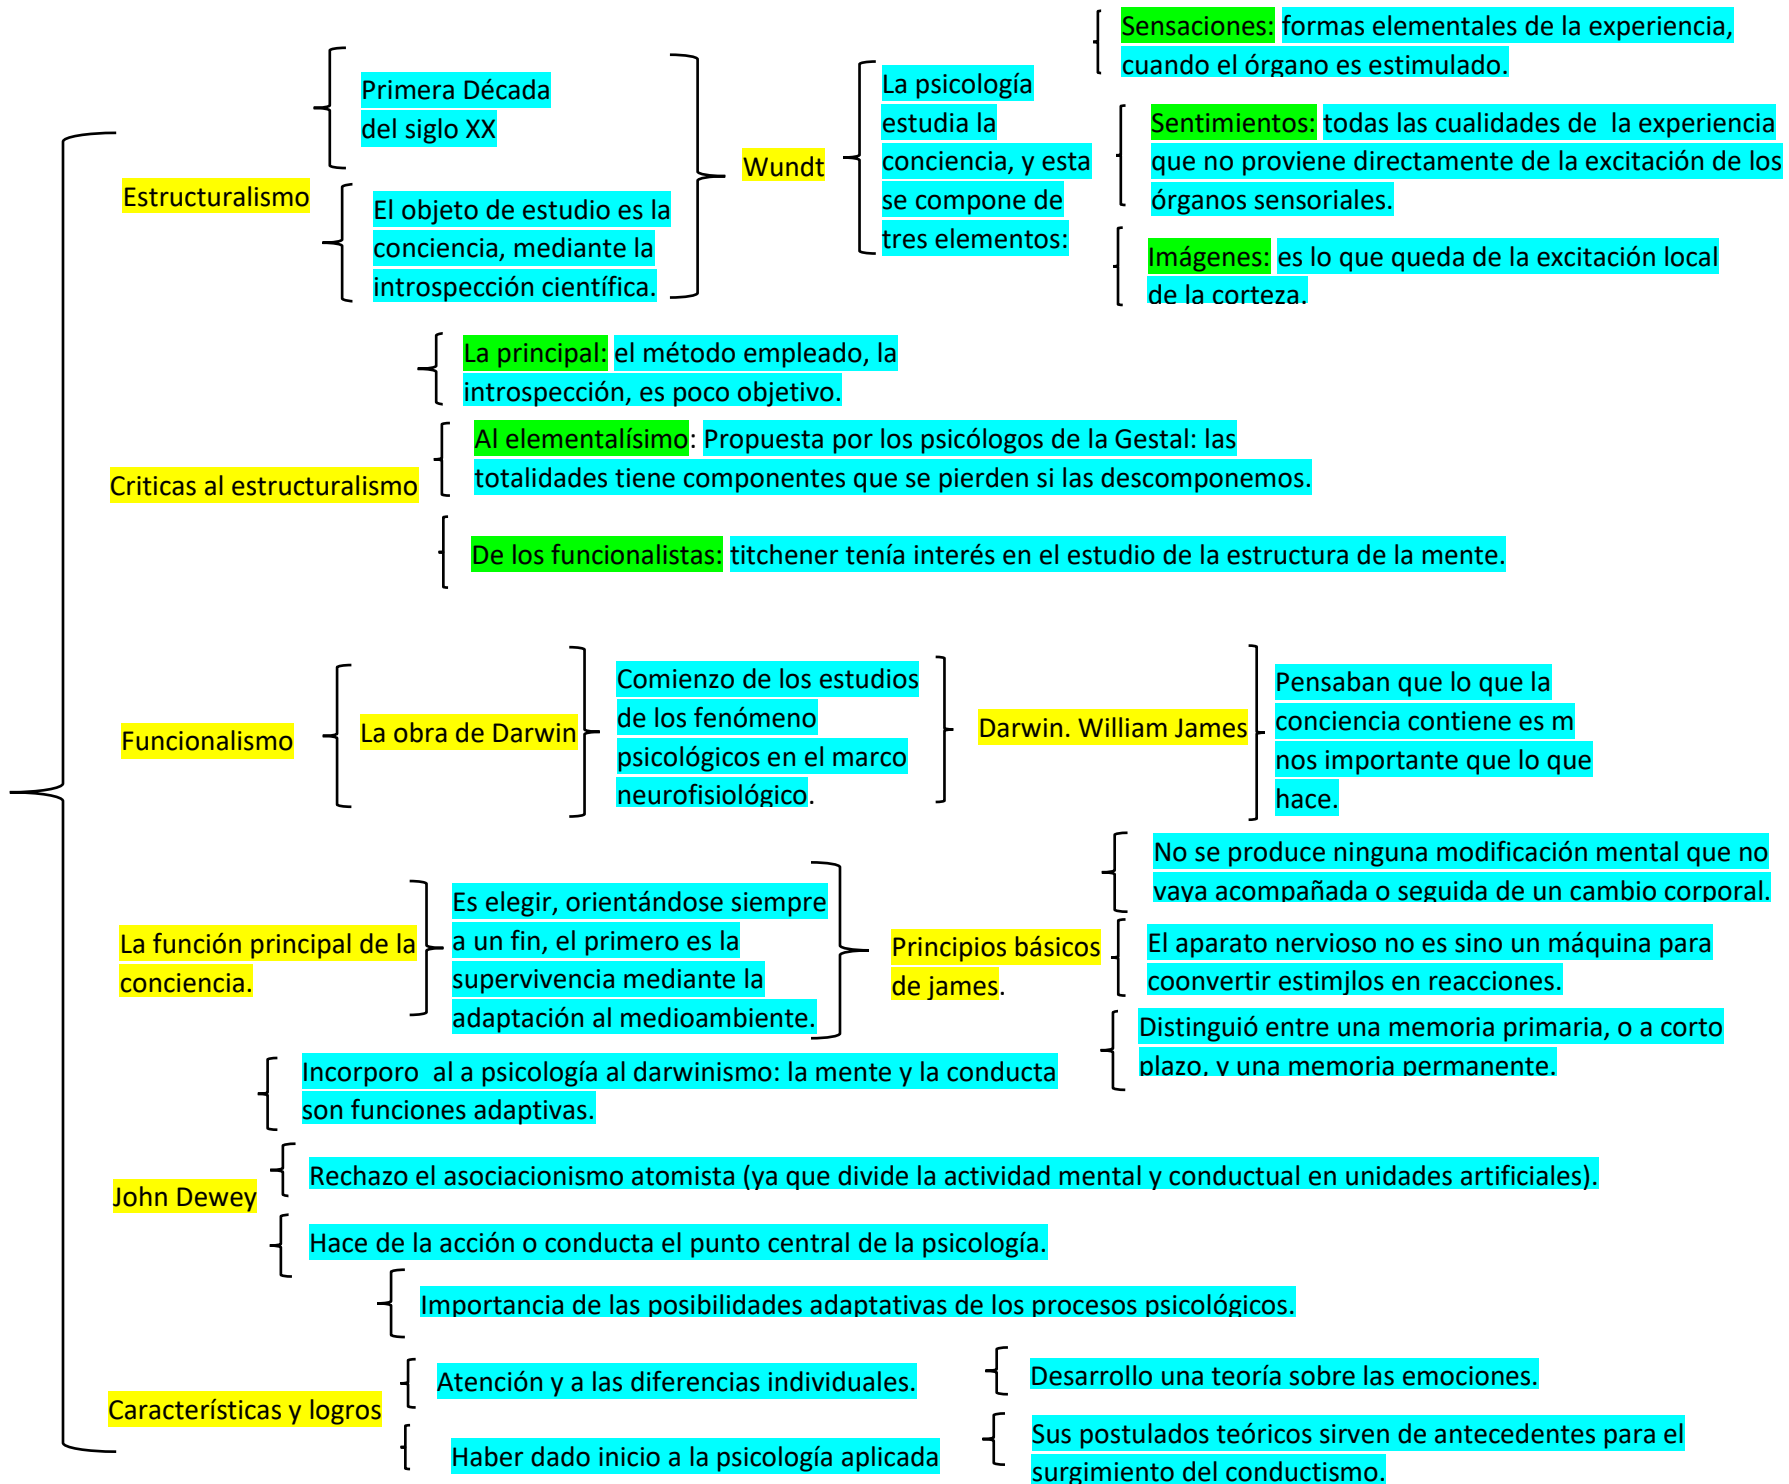 Estructuralismo
Primera Década
del siglo XX
El objeto de estudio es la
conciencia, mediante la
introspección científica.
Wundt
La psicología
estudia la
conciencia, y esta
se compone de
tres elementos:
Sensaciones: formas elementales de la experiencia,
cuando el órgano es estimulado.
Sentimientos: todas las cualidades de  la experiencia
que no proviene directamente de la excitación de los
órganos sensoriales.
Imágenes: es lo que queda de la excitación local
de la corteza.
Criticas al estructuralismo
La principal: el método empleado, la
introspección, es poco objetivo.
Al elementalísimo: Propuesta por los psicólogos de la Gestal: las
totalidades tiene componentes que se pierden si las descomponemos.
De los funcionalistas: titchener tenía interés en el estudio de la estructura de la mente.
Funcionalismo
La obra de Darwin
Comienzo de los estudios
de los fenómeno
psicológicos en el marco
neurofisiológico.
Darwin. William James
Pensaban que lo que la
conciencia contiene es m
nos importante que lo que
hace.
La función principal de la
conciencia.
Es elegir, orientándose siempre
a un fin, el primero es la
supervivencia mediante la
adaptación al medioambiente.
Principios básicos
de james.
No se produce ninguna modificación mental que no
vaya acompañada o seguida de un cambio corporal.
El aparato nervioso no es sino un máquina para
coonvertir estimjlos en reacciones.
Distinguió entre una memoria primaria, o a corto
plazo, y una memoria permanente.
John Dewey
Incorporo  al a psicología al darwinismo: la mente y la conducta
son funciones adaptivas.
Rechazo el asociacionismo atomista (ya que divide la actividad mental y conductual en unidades artificiales).
Hace de la acción o conducta el punto central de la psicología.
Características y logros
Importancia de las posibilidades adaptativas de los procesos psicológicos.
Atención y a las diferencias individuales.
Desarrollo una teoría sobre las emociones.
Haber dado inicio a la psicología aplicada
Sus postulados teóricos sirven de antecedentes para el
surgimiento del conductismo.